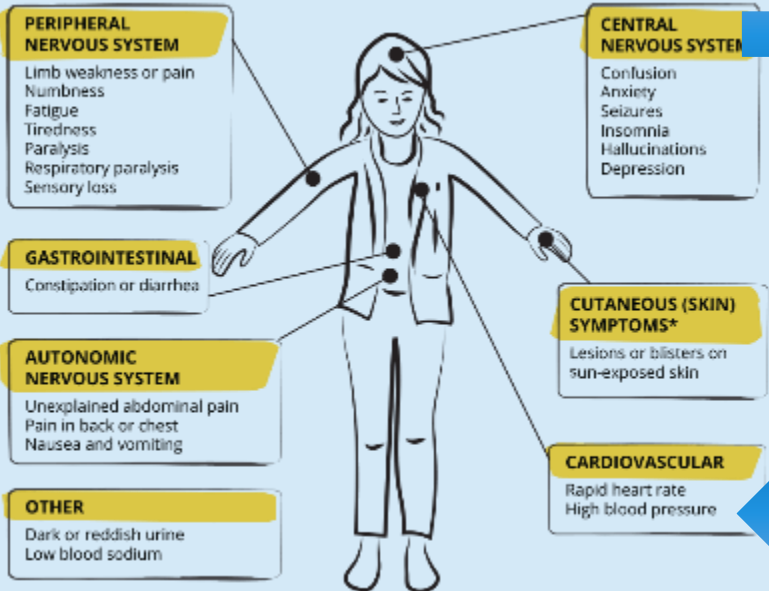 PERIPHERAL
NERVOUS SYSTEM
Limb weakness or pain
Numbness
Fatigue
Tiredness
Paralysis
Respiratory paralysis
Sensory loss
CENTRAL
NERVOUS SYSTEM
Confusion
Anxiety
Seizures
Insomnia
Hallucinations
Depression
GASTROINTESTINAL
Constipation or diarrhea
CUTANEOUS (SKIN)
SYMPTOMS*
Lesions or blisters on
sun-exposed skin
AUTONOMIC
NERVOUS SYSTEM
Unexplained abdominal pain
Pain in back or chest
Nausea and vomiting
CARDIOVASCULAR
Rapid heart rate
High blood pressure
OTHER
Dark or reddish urine
Low blood sodium